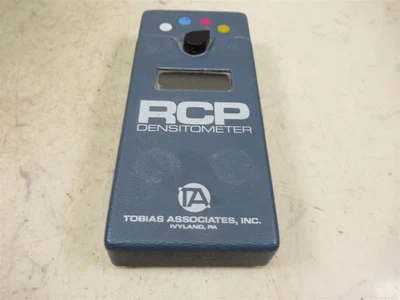 RCP
DENSITOMETER
TA
TOBIAS ASSOCIATES, INC.
IVYLAND, PA